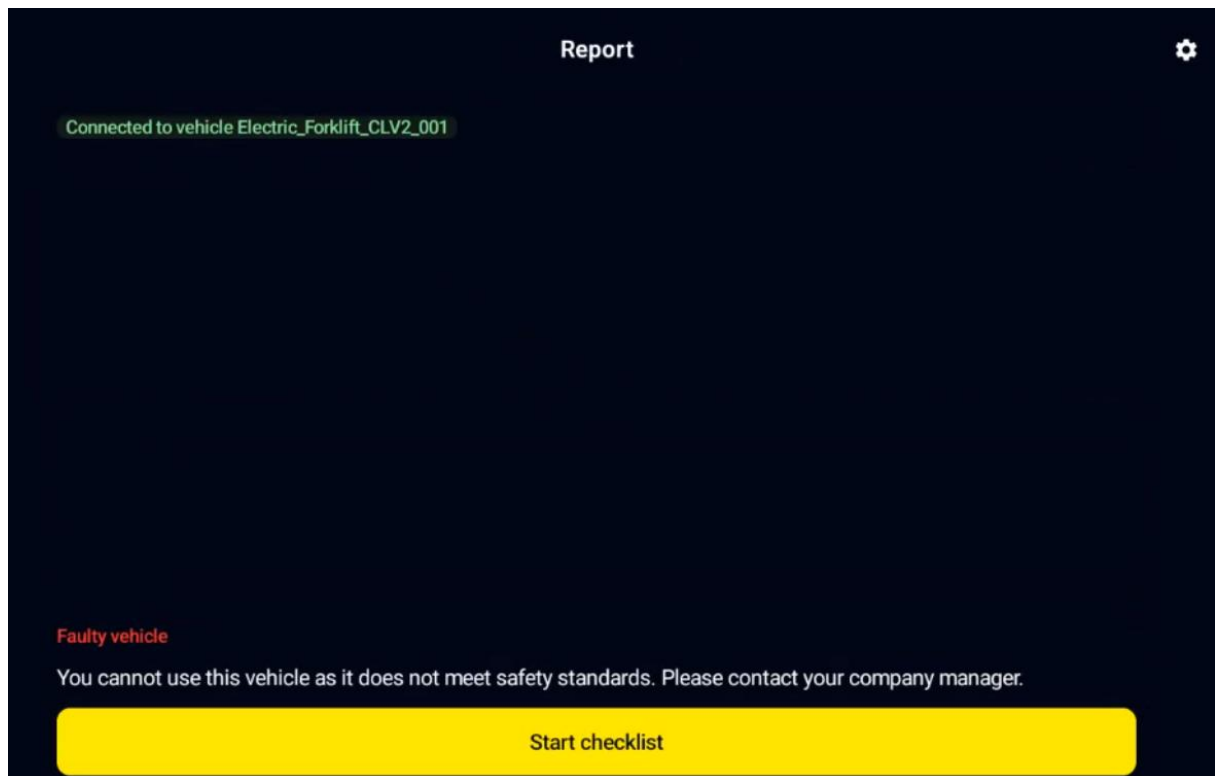 Report
Connected to vehicle Electric_Forklift_CLV2_001
Faulty vehicle
You cannot use this vehicle as it does not meet safety standards. Please contact your company manager.
Start checklist